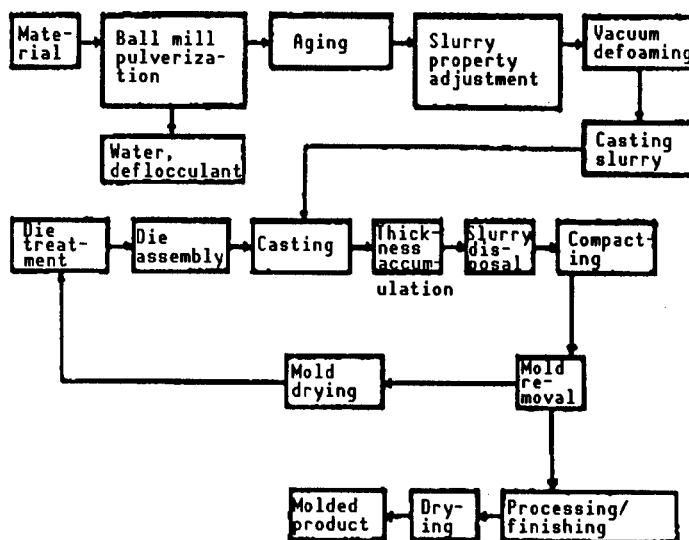 Mate-
rial
Ball mill
pulveriza-
tion
Aging
Slurry
property
adjustment
Vacuum
defoaming
Water,
deflocculant
Casting
slurry
Die
treat-
ment
Die
assembly
Casting
Thick-
ness
accum-
ulation
Slurry
dis-
posal
Compact-
ing
Mold
drying
Mold
re-
moval
Molded
product
Dry-
ing
Processing/
finishing